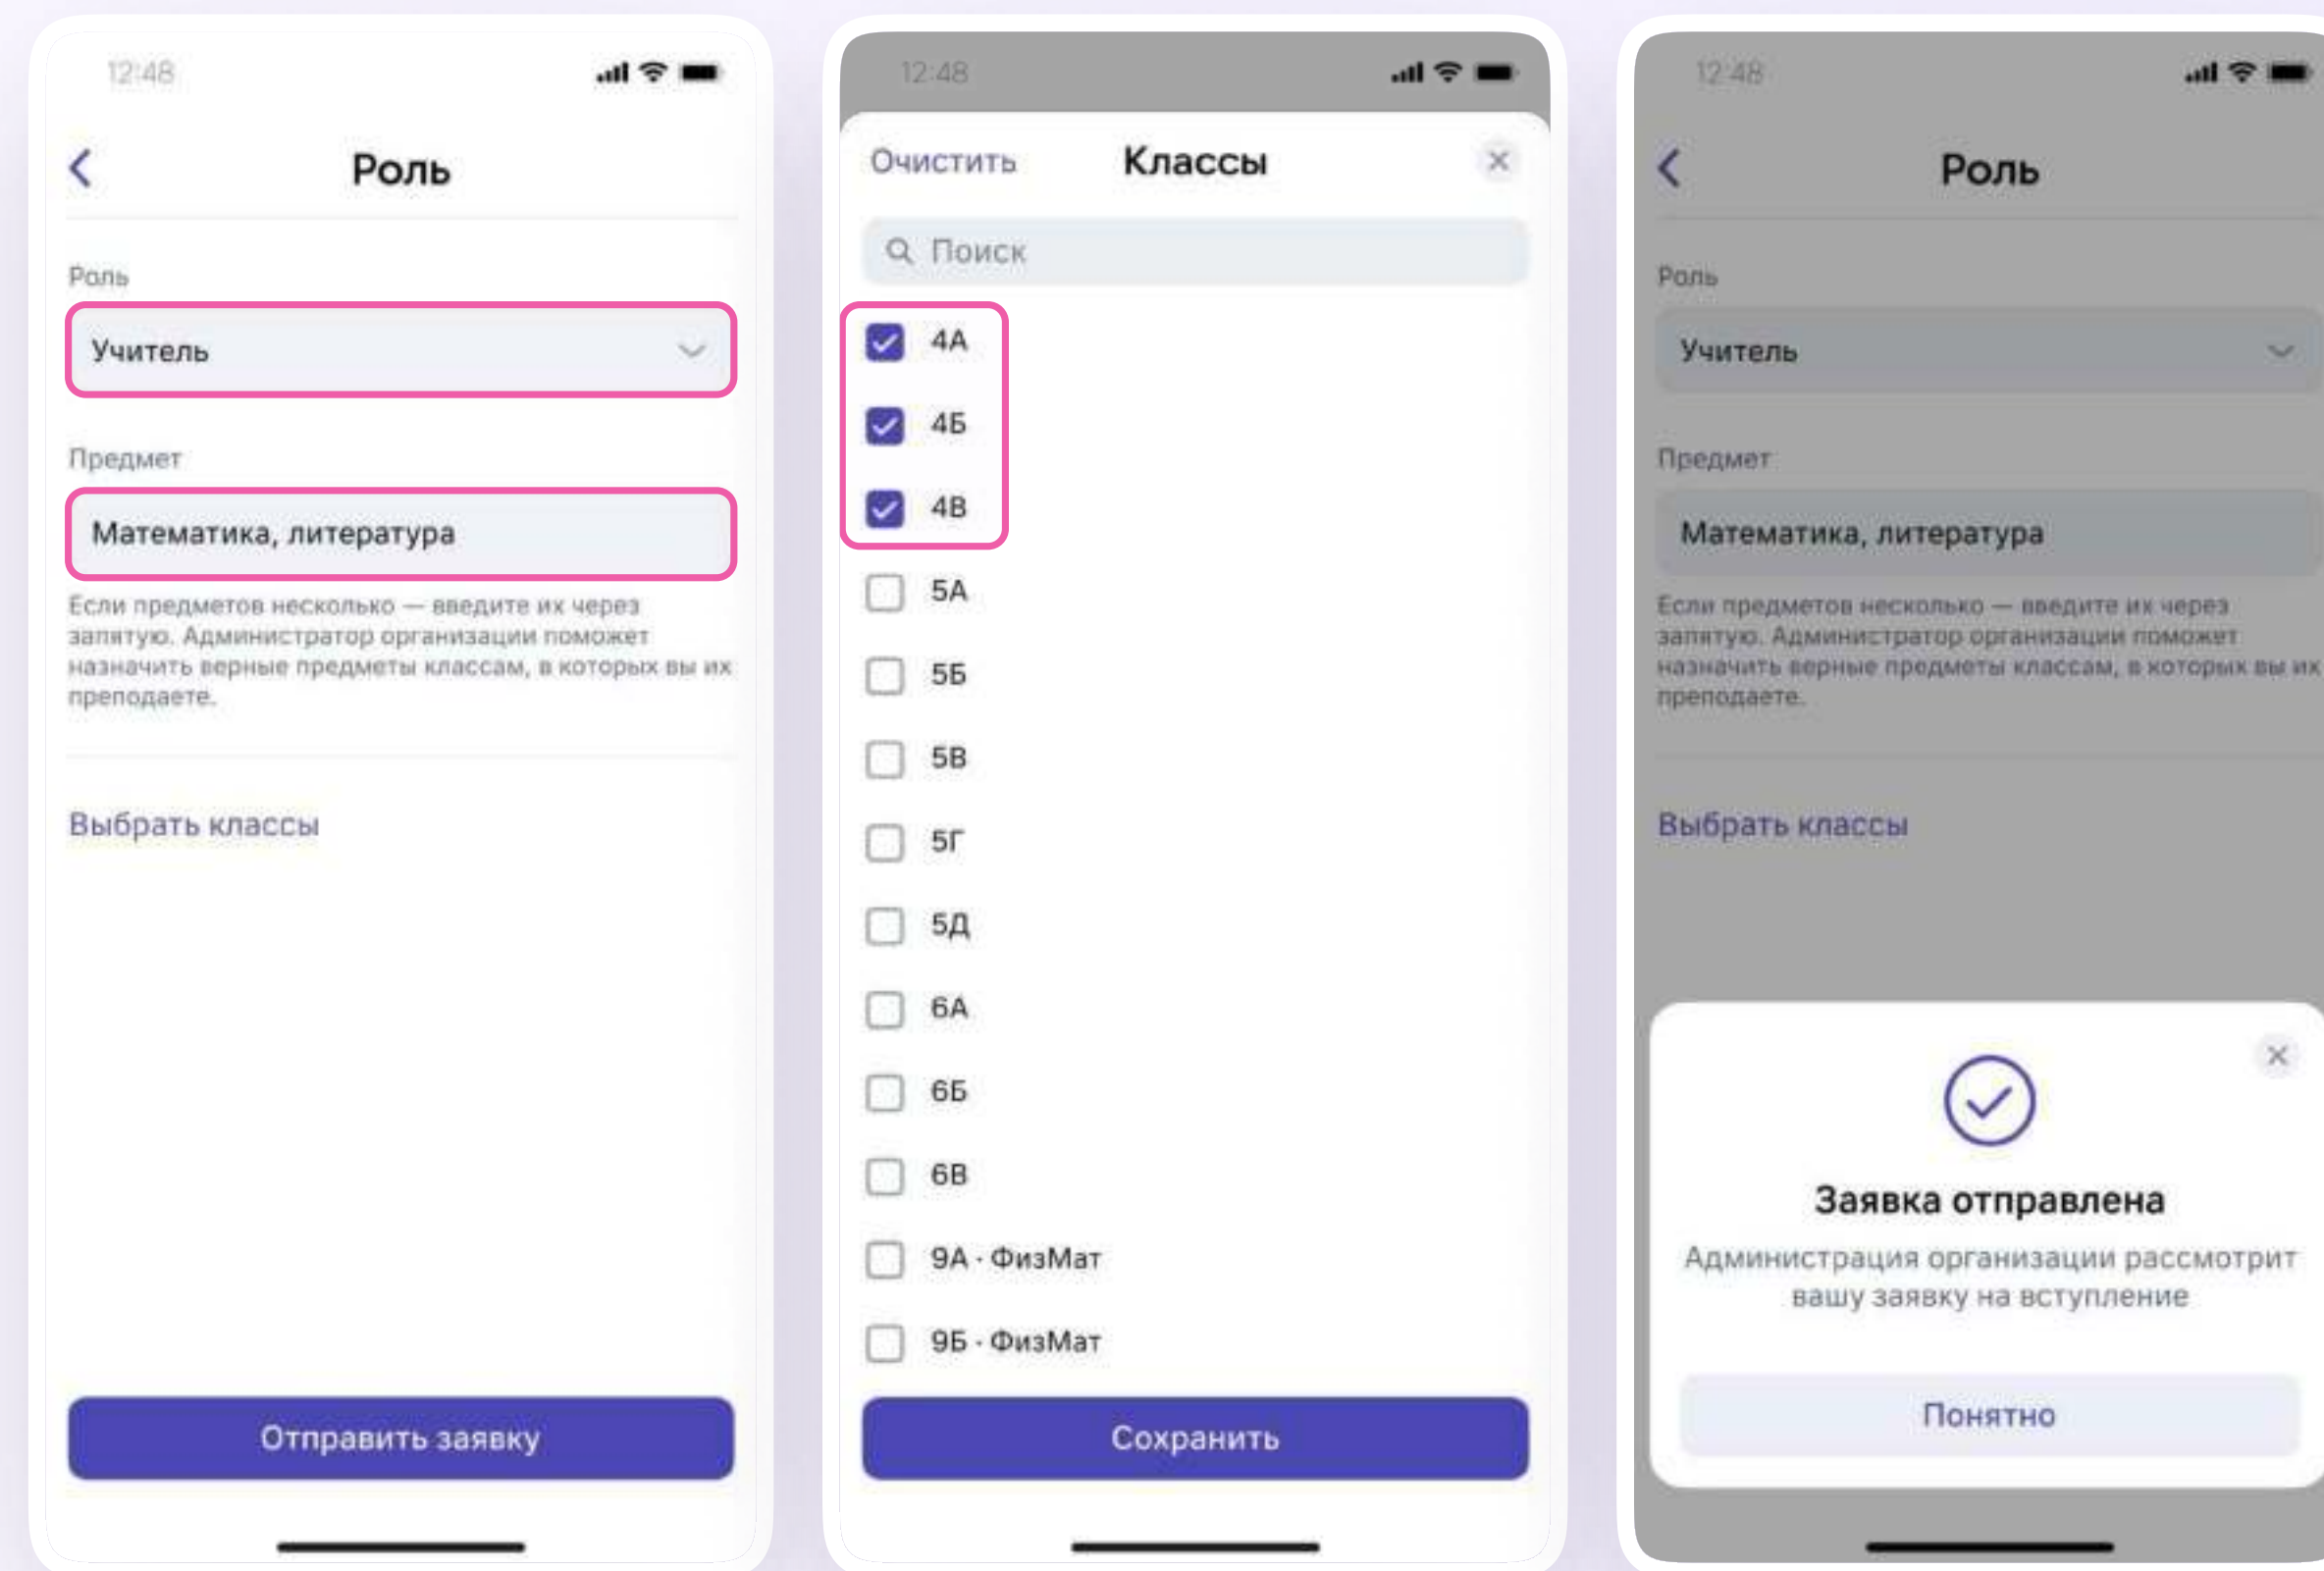 12:48
Роль
Роль
Учитель
Предмет
Математика, литература
Если предметов несколько — введите их через
запятую. Администратор организации поможет
назначить верные предметы классам, в которых вы их
преподаете.
Выбрать классы
Отправить заявку
12:48
Очистить
Классы
Поиск
4А
4Б
4В
5А
5Б
5В
5Г
5Д
6А
6Б
6В
9А · ФизМат
9Б · ФизМат
Сохранить
12:48
Роль
Роль
Учитель
Предмет
Математика, литература
Если предметов несколько — введите их через
запятую. Администратор организации поможет
назначить верные предметы классам, в которых вы их
преподаете.
Выбрать классы
Заявка отправлена
Администрация организации рассмотрит
вашу заявку на вступление
Понятно